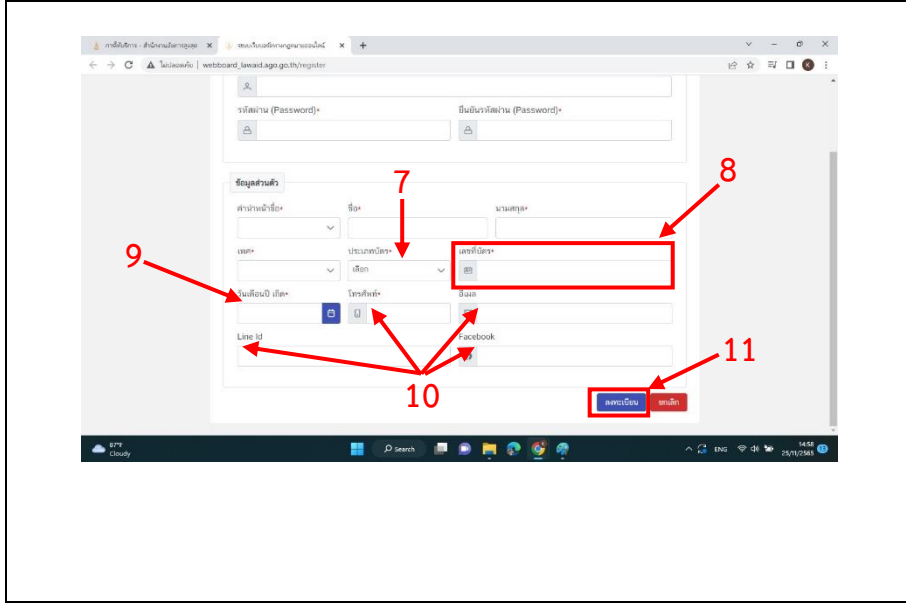 การให้บริการ - สำนักงานอัยการสูงสุด
ระบบเว็บบอร์ดทางกฎหมายออนไลน์
ไม่ปลอดภัย | webboard_lawaid.ago.go.th/register
K
รหัสผ่าน (Password)* ยืนยันรหัสผ่าน (Password)*
ข้อมูลส่วนตัว
7
8
คำนำหน้าชื่อ* ชื่อ* นามสกุล*
เพศ* ประเภทบัตร* เลขที่บัตร*
9
เลือก
วันเดือนปี เกิด* โทรศัพท์* อีเมล
Line Id Facebook
10
11
ลงทะเบียน ยกเลิก
87°F
Cloudy
Search
ENG
14:58
25/11/2565